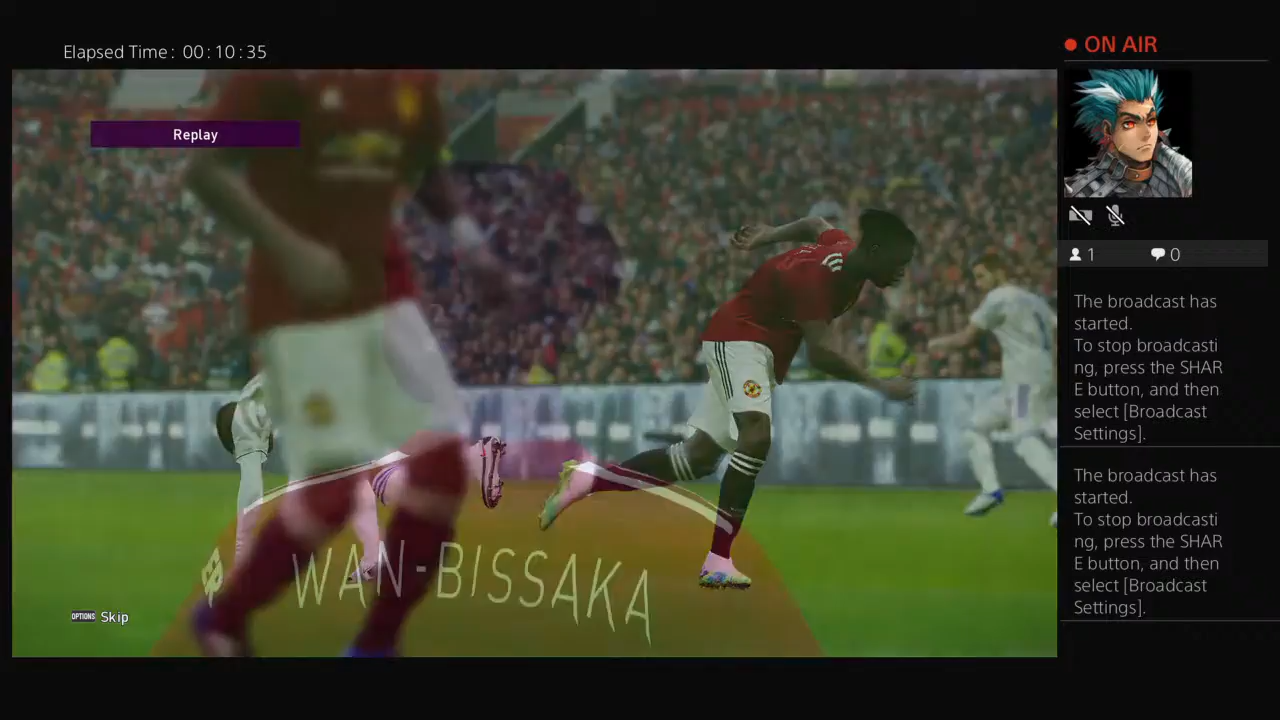 Elapsed Time: 00:10:35
ON AIR
Replay
1
0
The broadcast has
started.
To stop broadcasti
ng, press the SHAR
E button, and then
select [Broadcast
Settings].
The broadcast has
started.
To stop broadcasti
ng, press the SHAR
E button, and then
select [Broadcast
Settings].
WAN-BISSAKA
OPTIONS Skip